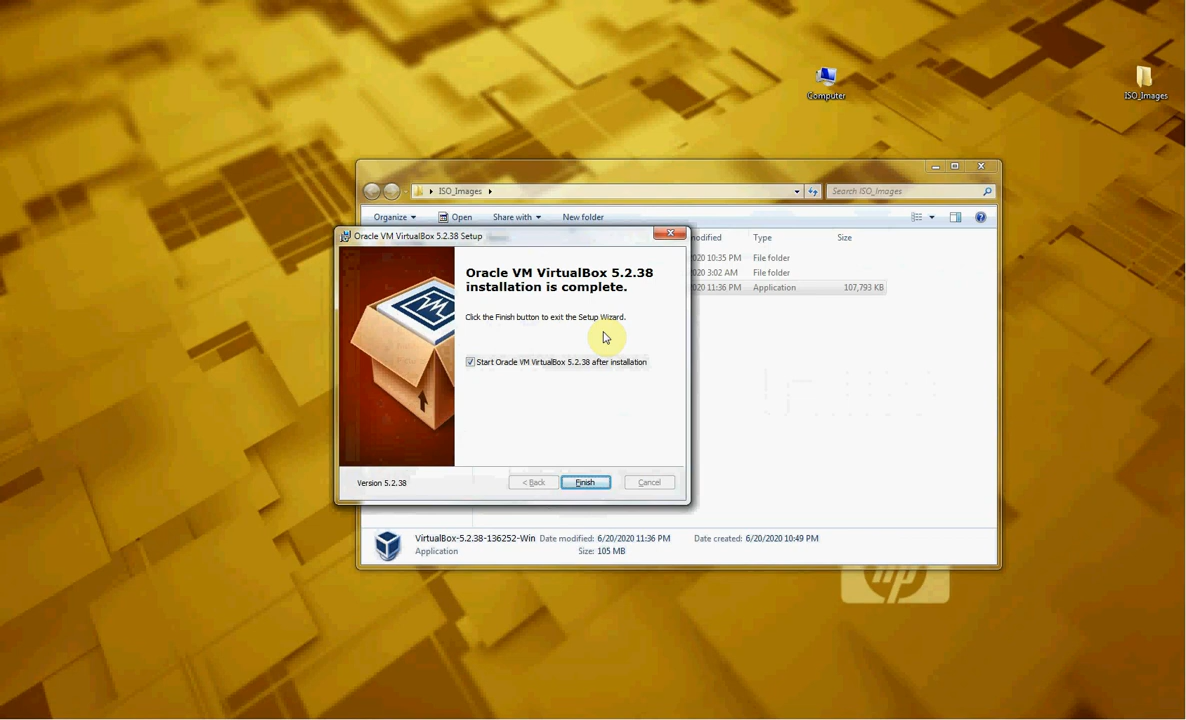 Computer
ISO_Images
ISO_Images
Search ISO_Images
Organize
Open
Share with
New folder
Oracle VM VirtualBox 5.2.38 Setup
modified
Type
Size
020 10:35 PM
File folder
020 3:02 AM
File folder
020 11:36 PM
Application
107,793 KB
Oracle VM VirtualBox 5.2.38
installation is complete.
Click the Finish button to exit the Setup Wizard.
Start Oracle VM VirtualBox 5.2.38 after installation
Version 5.2.38
< Back
Finish
Cancel
VirtualBox-5.2.38-136252-Win
Date modified: 6/20/2020 11:36 PM
Date created: 6/20/2020 10:49 PM
Application
Size: 105 MB
hp